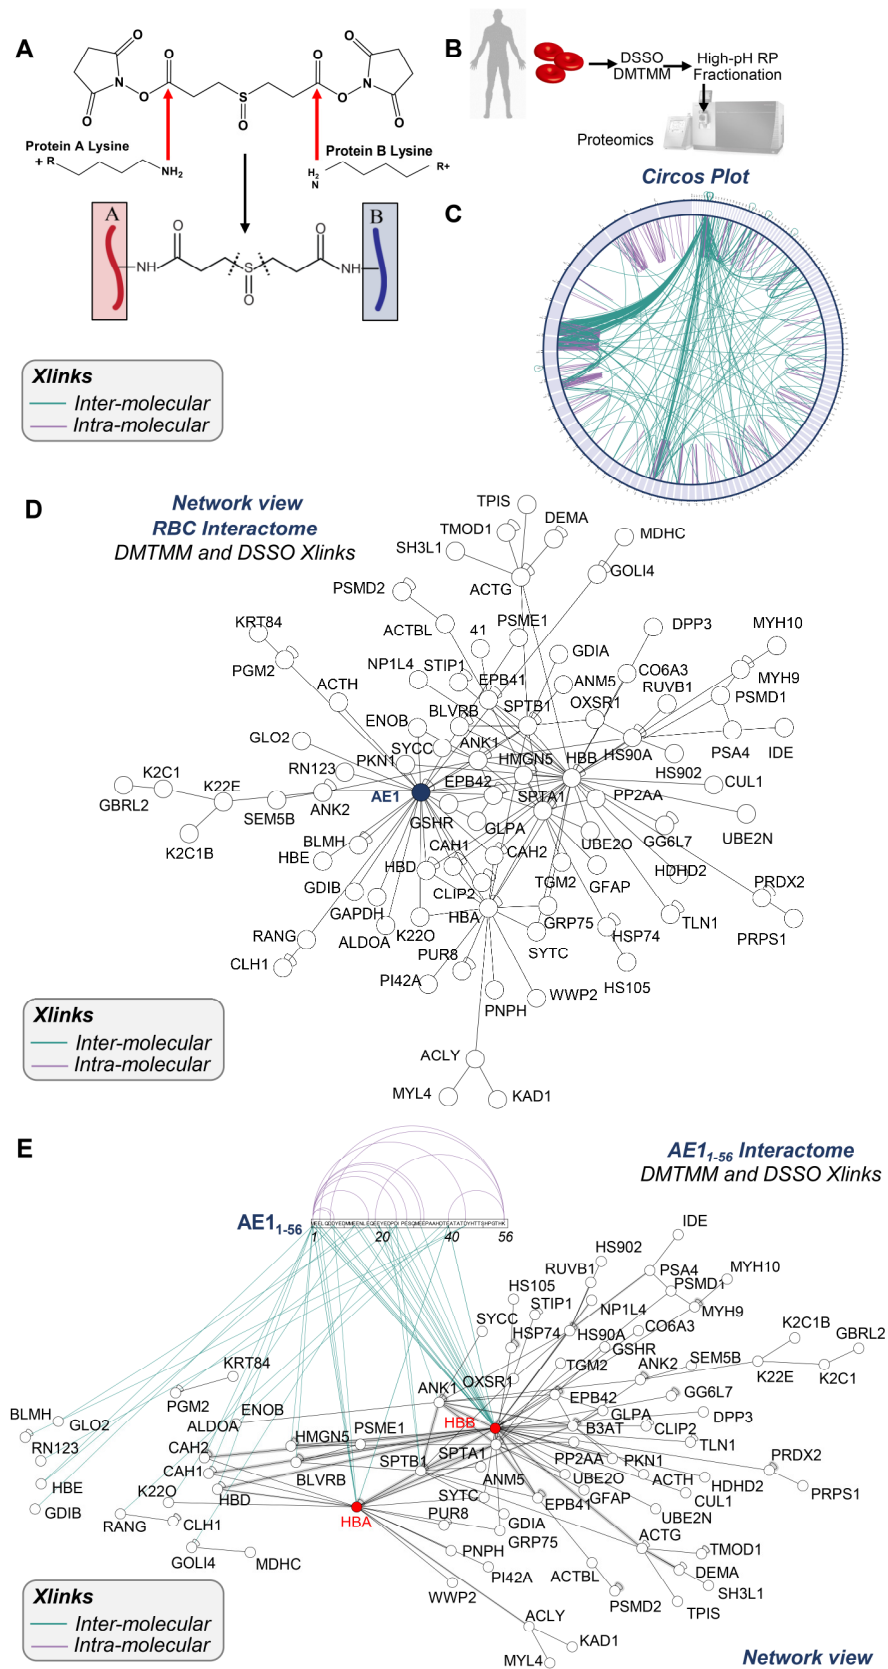 A
O
O
O
O
N
O
S
O
N
O
O
O
Protein A Lysine
+ R
NH₂
Protein B Lysine
H₂
N
R+
A
B
O
O
NH
S
NH
O
Xlinks
Inter-molecular
Intra-molecular
B
DSSO
DMTMM
High-pH RP
Fractionation
Proteomics
Circos Plot
C
D
Network view
RBC Interactome
DMTMM and DSSO Xlinks
TPIS
TMOD1
DEMA
SH3L1
MDHC
ACTG
GOLI4
PSMD2
KRT84
ACTBL
41
PSME1
DPP3
MYH10
PGM2
NP1L4
STIP1
GDIA
CO6A3
MYH9
ACTH
EPB41
ANM5
RUVB1
PSMD1
ENOB
BLVRB
SPTB1
OXSR1
GLO2
SYCC
ANK1
HMGN5
HBB
HS90A
PSA4
IDE
RN123
PKN1
HS902
K2C1
K22E
EPB42
PP2AA
CUL1
GBRL2
AE1
SPTA1
SEM5B
ANK2
GSHR
GLPA
UBE2O
GG6L7
UBE2N
K2C1B
BLMH
CAH1
CAH2
HBE
HBD
TGM2
GFAP
HDHD2
PRDX2
GDIB
CLIP2
GAPDH
HBA
GRP75
TLN1
RANG
ALDOA
K22O
HSP74
PRPS1
CLH1
PUR8
SYTC
PI42A
HS105
PNPH
WWP2
ACLY
MYL4
KAD1
Xlinks
Inter-molecular
Intra-molecular
E
AE1₁₋₅₆ Interactome
DMTMM and DSSO Xlinks
AE1₁₋₅₆
1
20
40
56
IDE
HS902
RUVB1
PSA4
MYH10
HS105
PSMD1
STIP1
NP1L4
MYH9
SYCC
CO6A3
K2C1B
HSP74
HS90A
GSHR
GBRL2
KRT84
TGM2
ANK2
SEM5B
OXSR1
K22E
K2C1
PGM2
ANK1
EPB42
GG6L7
BLMH
ENOB
GLPA
DPP3
GLO2
ALDOA
PSME1
HBB
B3AT
CLIP2
HMGN5
TLN1
RN123
CAH2
SPTA1
PP2AA
PKN1
PRDX2
CAH1
SPTB1
BLVRB
ANM5
UBE2O
ACTH
HDHD2
HBE
K22O
HBD
SYTC
GFAP
CUL1
PRPS1
GDIB
EPB41
UBE2N
RANG
CLH1
HBA
PUR8
GDIA
ACTG
GRP75
TMOD1
GOLI4
MDHC
PNPH
PI42A
ACTBL
DEMA
SH3L1
WWP2
PSMD2
TPIS
ACLY
KAD1
MYL4
Xlinks
Inter-molecular
Intra-molecular
Network view